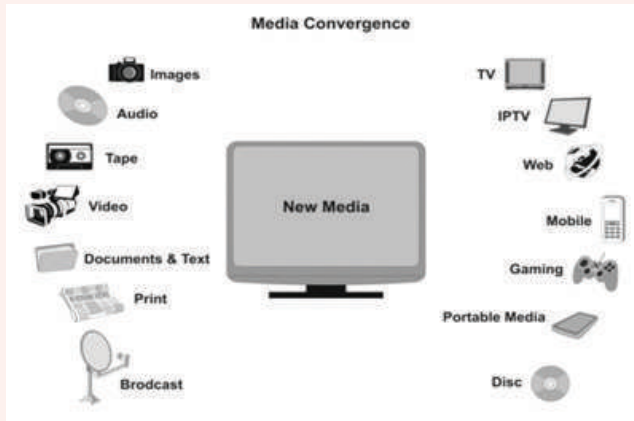 Media Convergence
Images
Audio
Tape
Video
Documents & Text
Print
Brodcast
New Media
TV
IPTV
Web
Mobile
Gaming
Portable Media
Disc